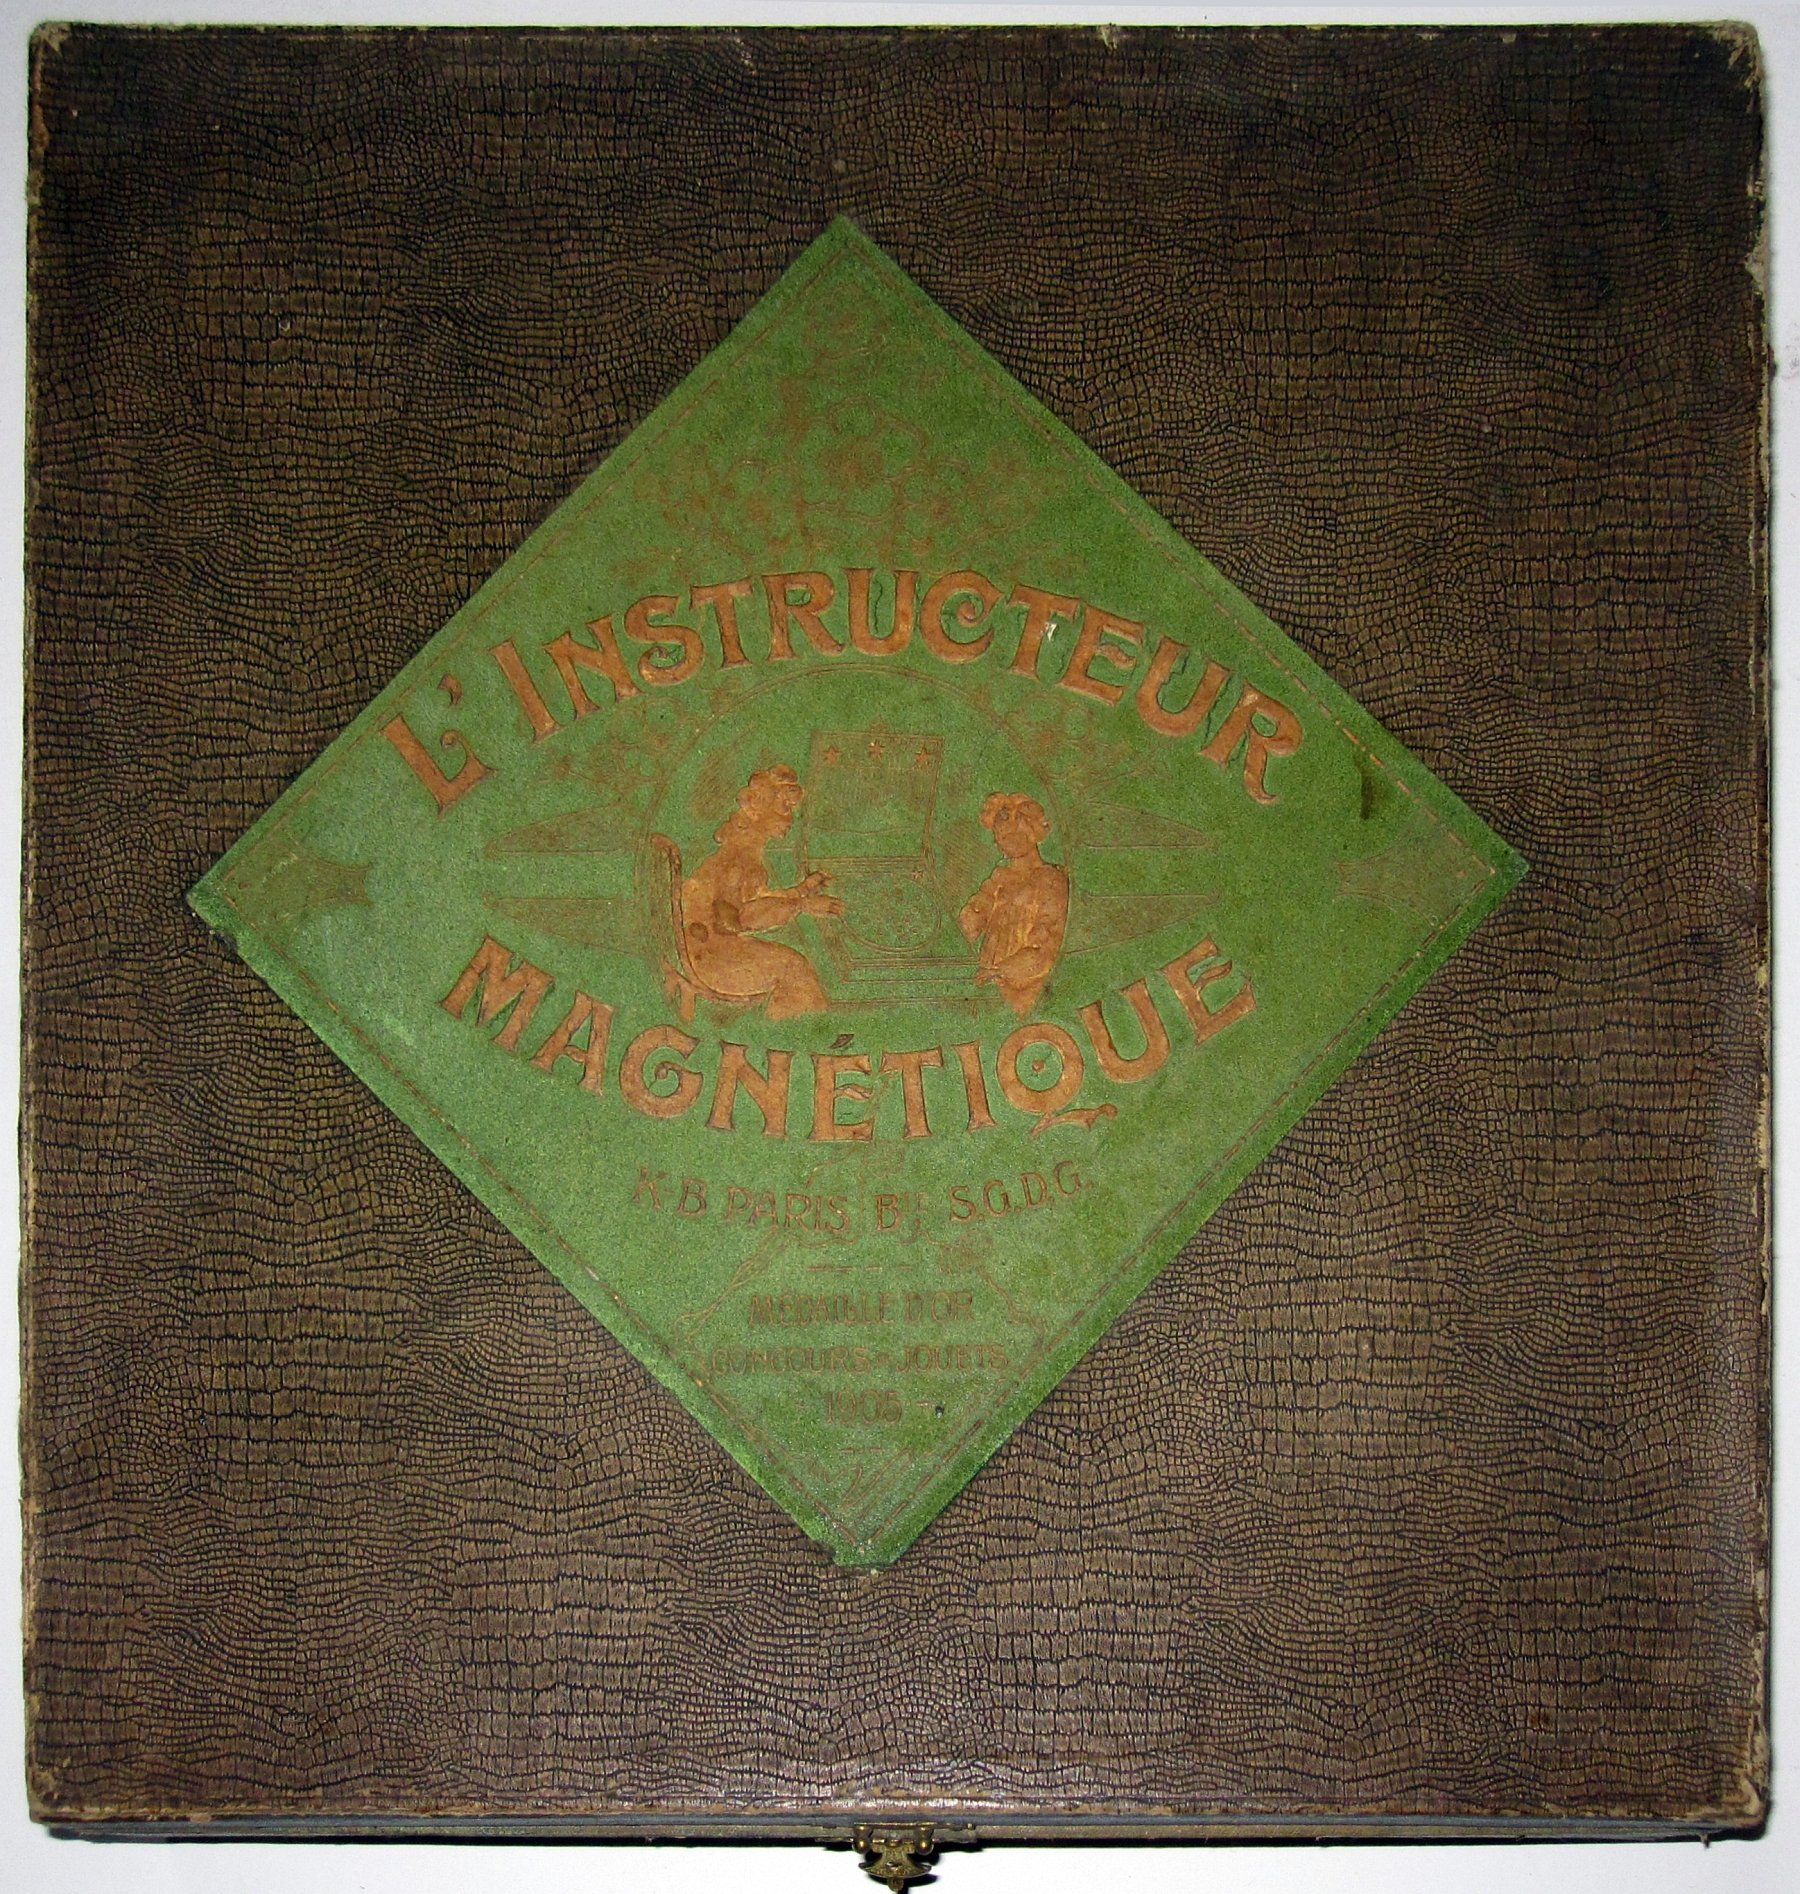 L'INSTRUCTEUR
MAGNÉTIQUE
K-B PARIS Bté S.G.D.G.
MÉDAILLE D'OR
CONCOURS - JOUETS
1905